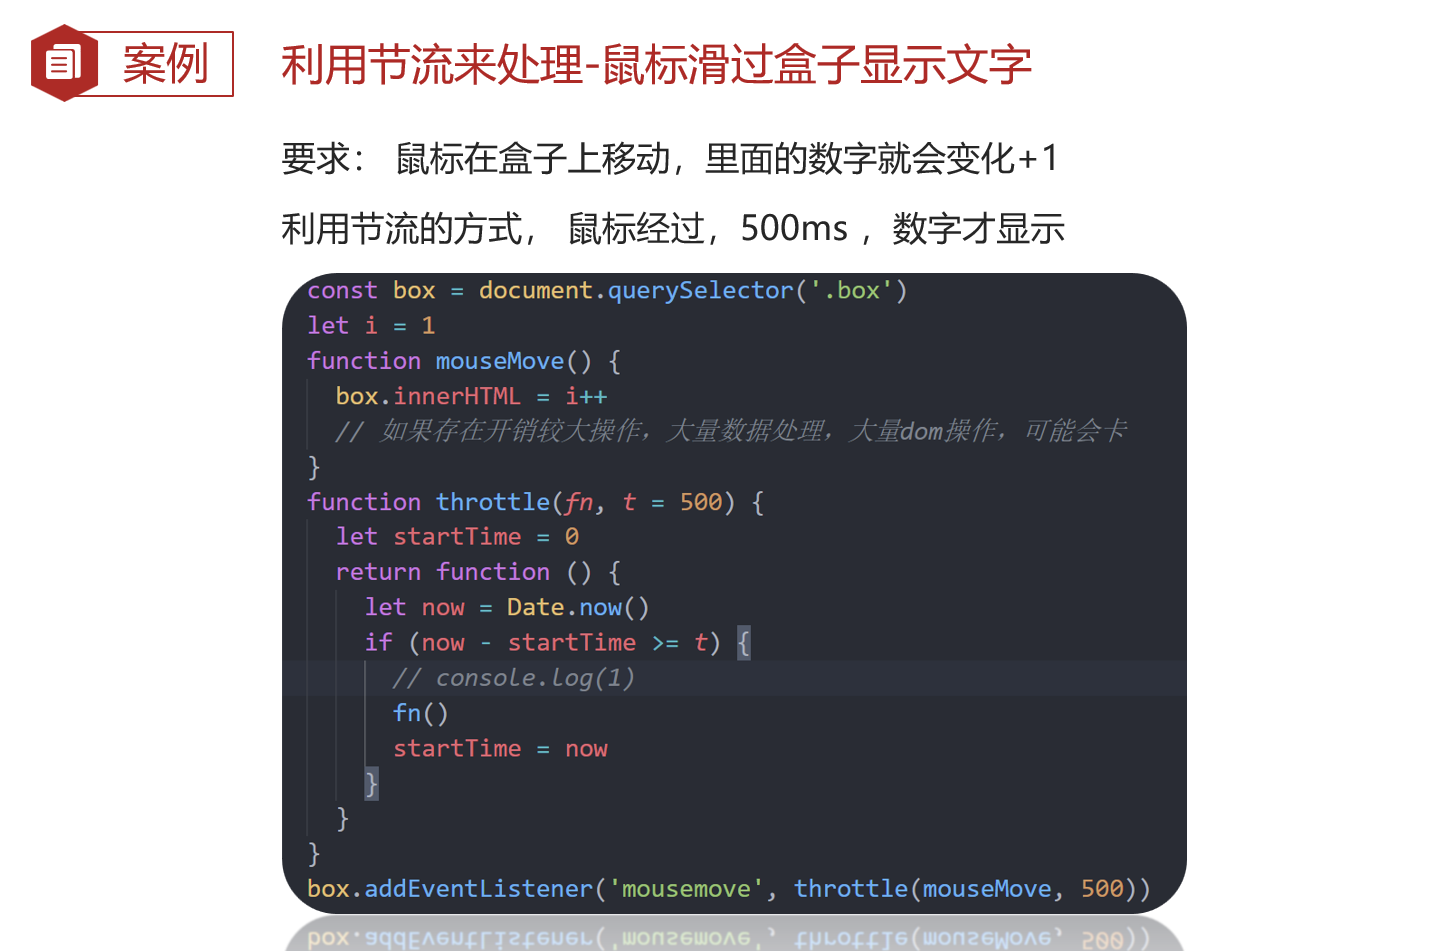 案例
利用节流来处理-鼠标滑过盒子显示文字
要求： 鼠标在盒子上移动，里面的数字就会变化+1
利用节流的方式， 鼠标经过，500ms ，数字才显示
const box = document.querySelector('.box')
let i = 1
function mouseMove() {
  box.innerHTML = i++
  // 如果存在开销较大操作，大量数据处理，大量dom操作，可能会卡
}
function throttle(fn, t = 500) {
  let startTime = 0
  return function () {
    let now = Date.now()
    if (now - startTime >= t) {
      // console.log(1)
      fn()
      startTime = now
    }
  }
}
box.addEventListener('mousemove', throttle(mouseMove, 500))